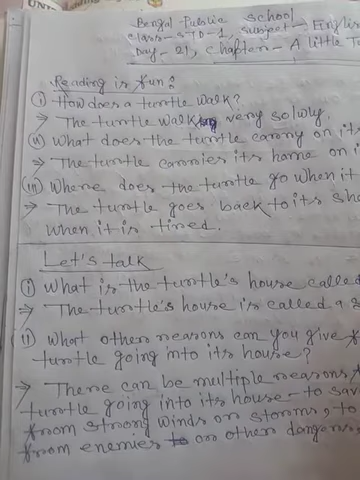 Bengal Public School
Class-STD-1, Subject-English
Day-21, Chapter-A little T
Reading is fun:
(i) How does a turtle walk?
→ The turtle walk very solwly.
(ii) What does the turtle carry on it
→ The turtle carries its home on i
(iii) Where does the turtle go when it
→ The turtle goes back to its she
when it is tired.
Let's talk
(i) What is the turtle's house called
→ The turtle's house is called a s
(ii) What other reasons can you give f
turtle going into its house?
→ There can be multiple reasons f
turtle going into its house - to sav
from strong winds or storms, to
from enemies or other dangers,